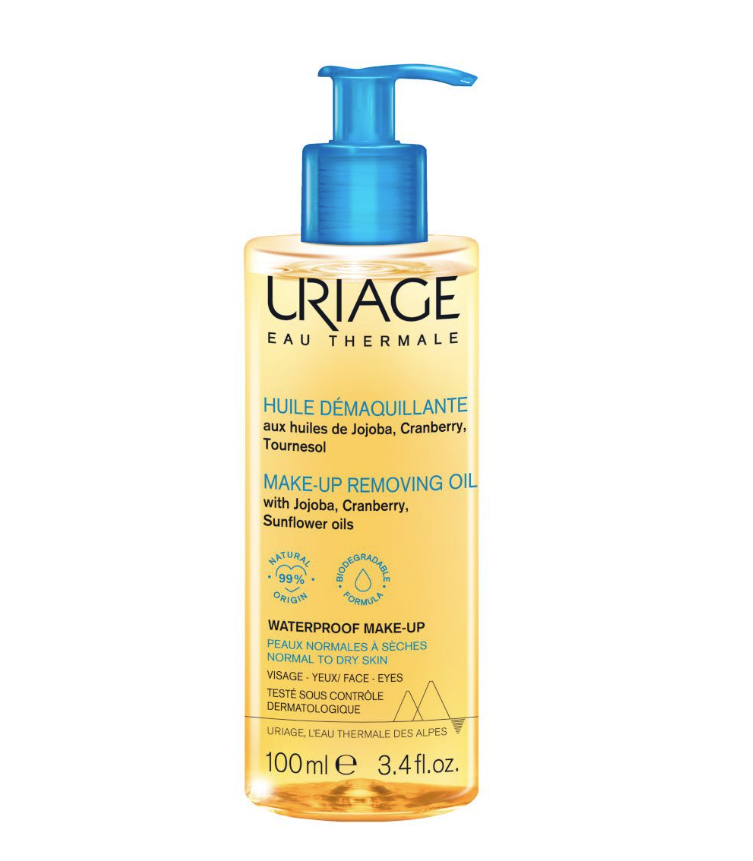 URIAGE
EAU THERMALE
HUILE DÉMAQUILLANTE
aux huiles de Jojoba, Cranberry,
Tournesol
MAKE-UP REMOVING OIL
with Jojoba, Cranberry,
Sunflower oils
NATURAL
99%
ORIGIN
BIODEGRADABLE
FORMULA
WATERPROOF MAKE-UP
PEAUX NORMALES À SÈCHES
NORMAL TO DRY SKIN
VISAGE - YEUX/ FACE - EYES
TESTÉ SOUS CONTRÔLE
DERMATOLOGIQUE
URIAGE, L'EAU THERMALE DES ALPES
100ml e 3.4fl.oz.